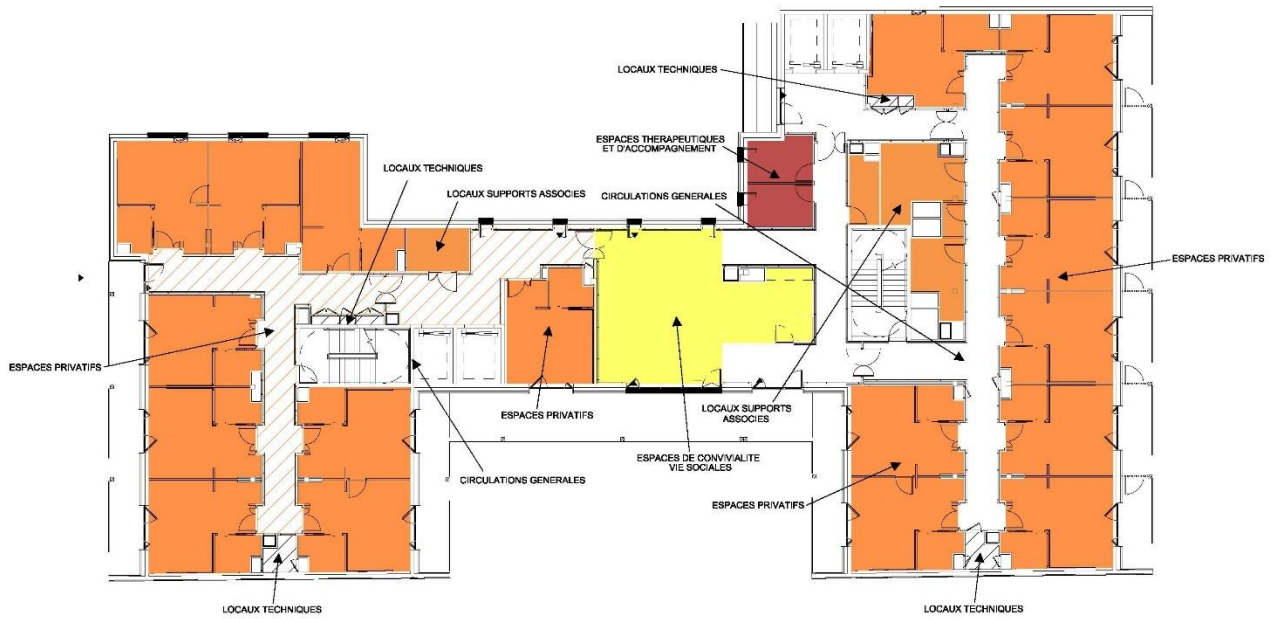 LOCAUX TECHNIQUES
ESPACES THERAPEUTIQUES
ET D'ACCOMPAGNEMENT
LOCAUX TECHNIQUES
LOCAUX SUPPORTS ASSOCIES
CIRCULATIONS GENERALES
ESPACES PRIVATIFS
ESPACES PRIVATIFS
ESPACES PRIVATIFS
LOCAUX SUPPORTS
ASSOCIES
ESPACES DE CONVIVIALITE
VIE SOCIALES
CIRCULATIONS GENERALES
ESPACES PRIVATIFS
LOCAUX TECHNIQUES
LOCAUX TECHNIQUES